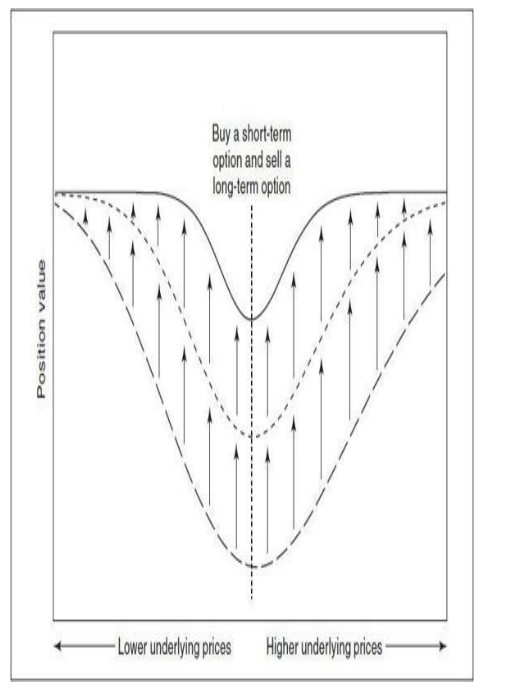 Buy a short-term
option and sell a
long-term option
Position value
Lower underlying prices
Higher underlying prices